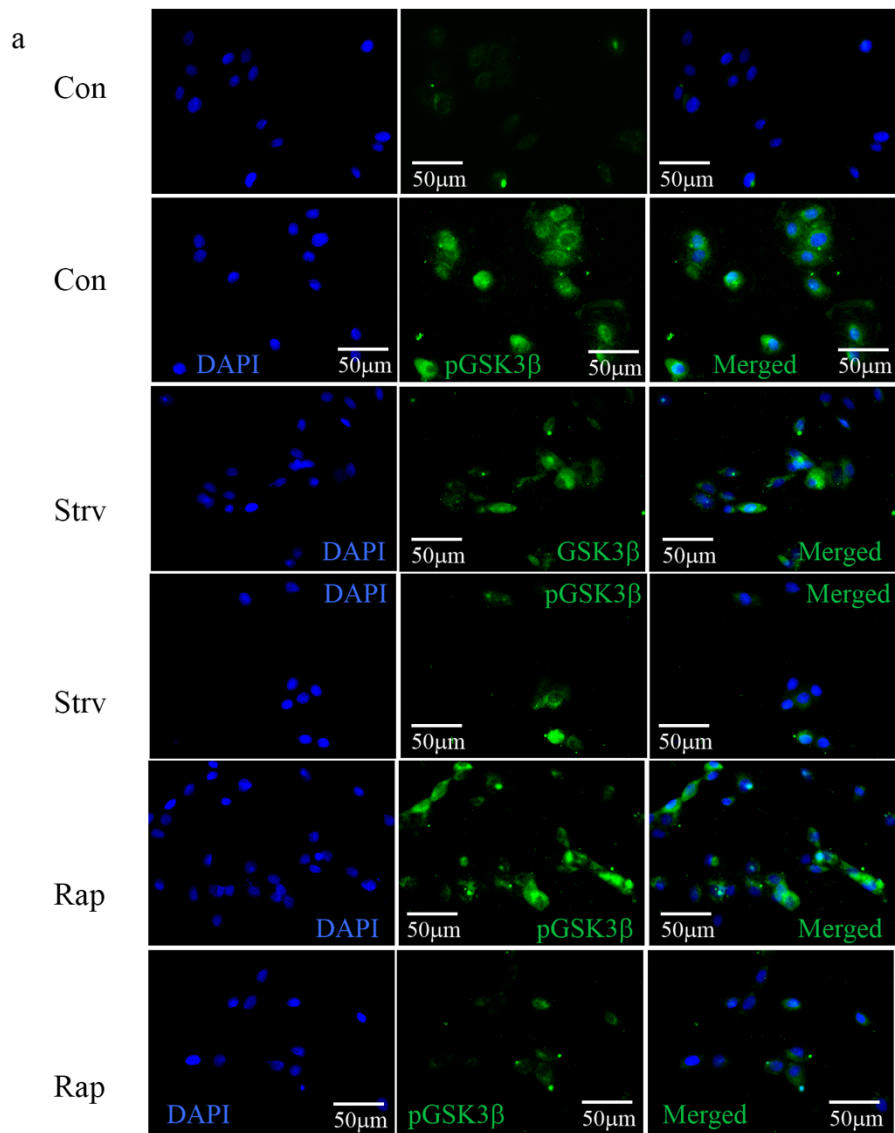 a
Con
50μm
50μm
Con
DAPI
50μm
pGSK3β
50μm
Merged
50μm
Strv
DAPI
50μm
GSK3β
50μm
Merged
DAPI
pGSK3β
Merged
Strv
50μm
50μm
Rap
DAPI
50μm
pGSK3β
50μm
Merged
Rap
DAPI
50μm
pGSK3β
50μm
Merged
50μm